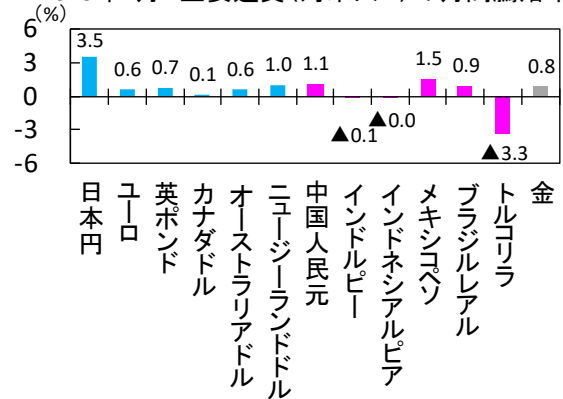 (%)
6
3
0
-3
-6
3.5
0.6
0.7
0.1
0.6
1.0
1.1
▲0.1
▲0.0
1.5
0.9
▲3.3
0.8
日本円
ユーロ
英ポンド
カナダドル
オーストラリアドル
ニュージーランドドル
中国人民元
インドルピー
インドネシアルピア
メキシコペソ
ブラジルレアル
トルコリラ
金